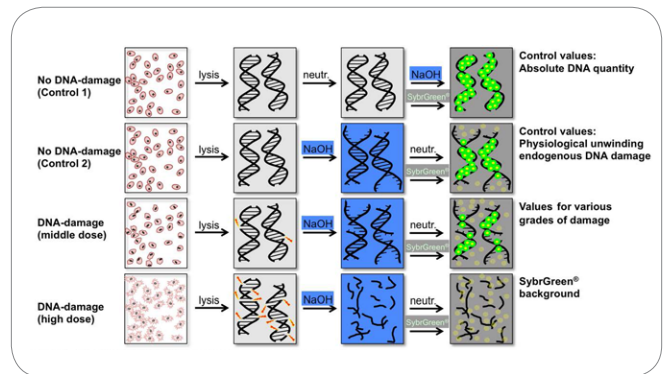 No DNA-damage
(Control 1)
lysis
neutr.
NaOH
SybrGreen®
Control values:
Absolute DNA quantity
No DNA-damage
(Control 2)
lysis
NaOH
neutr.
SybrGreen®
Control values:
Physiological unwinding
endogenous DNA damage
DNA-damage
(middle dose)
lysis
NaOH
neutr.
SybrGreen®
Values for various
grades of damage
DNA-damage
(high dose)
lysis
NaOH
neutr.
SybrGreen®
SybrGreen®
background